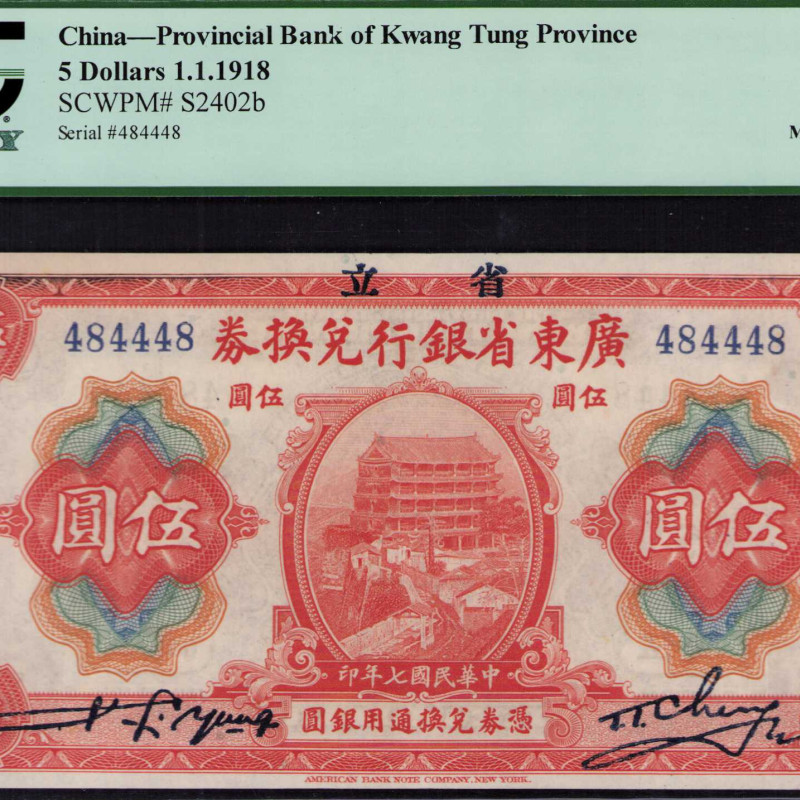 China—Provincial Bank of Kwang Tung Province
5 Dollars 1.1.1918
SCWPM# S2402b
Serial #484448
省立
484448
廣東省銀行兌換券
484448
伍圓
伍圓
伍圓
伍圓
中華民國七年印
憑券兌換通用銀圓
5
5
AMERICAN BANK NOTE COMPANY, NEW YORK.